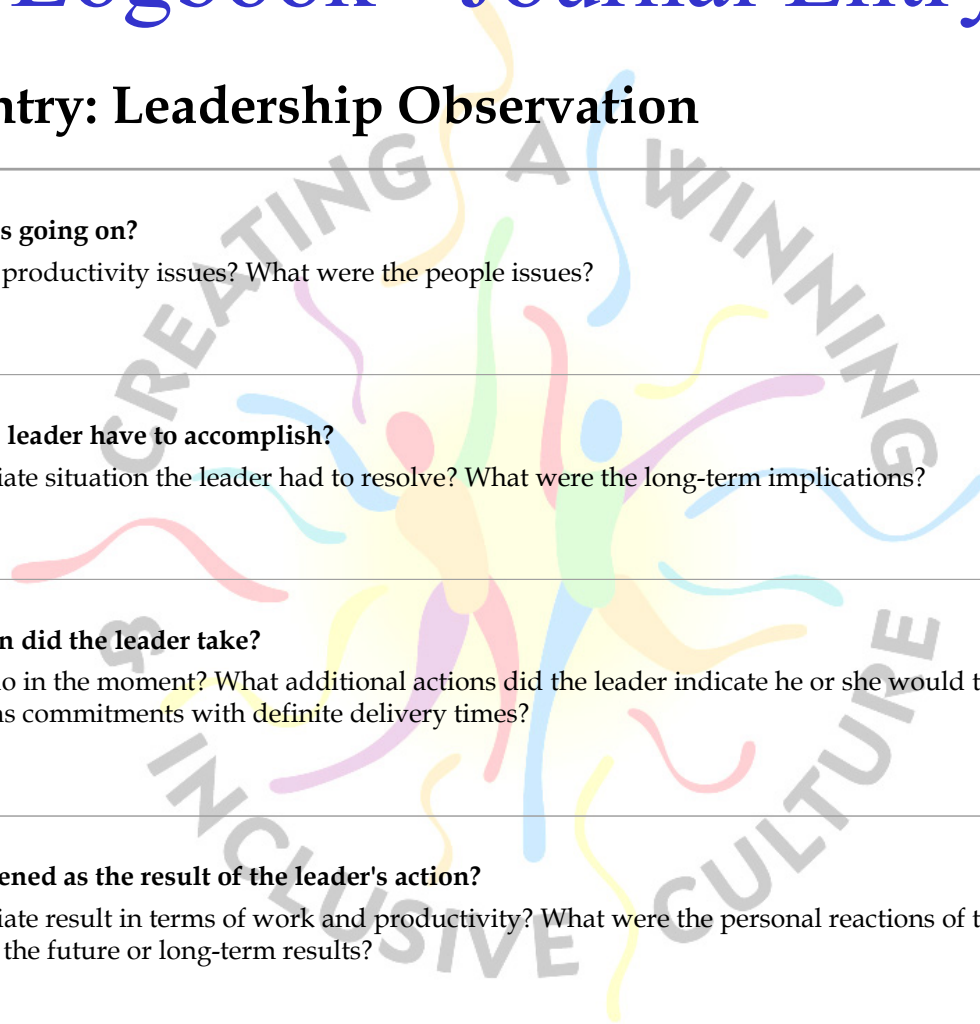 Logbook - Journal Entry
ntry: Leadership Observation
CREATING A WINNING
s going on?
productivity issues? What were the people issues?
leader have to accomplish?
iate situation the leader had to resolve? What were the long-term implications?
n did the leader take?
o in the moment? What additional actions did the leader indicate he or she would t
s commitments with definite delivery times?
ened as the result of the leader's action?
iate result in terms of work and productivity? What were the personal reactions of t
the future or long-term results?
& INCLUSIVE CULTURE